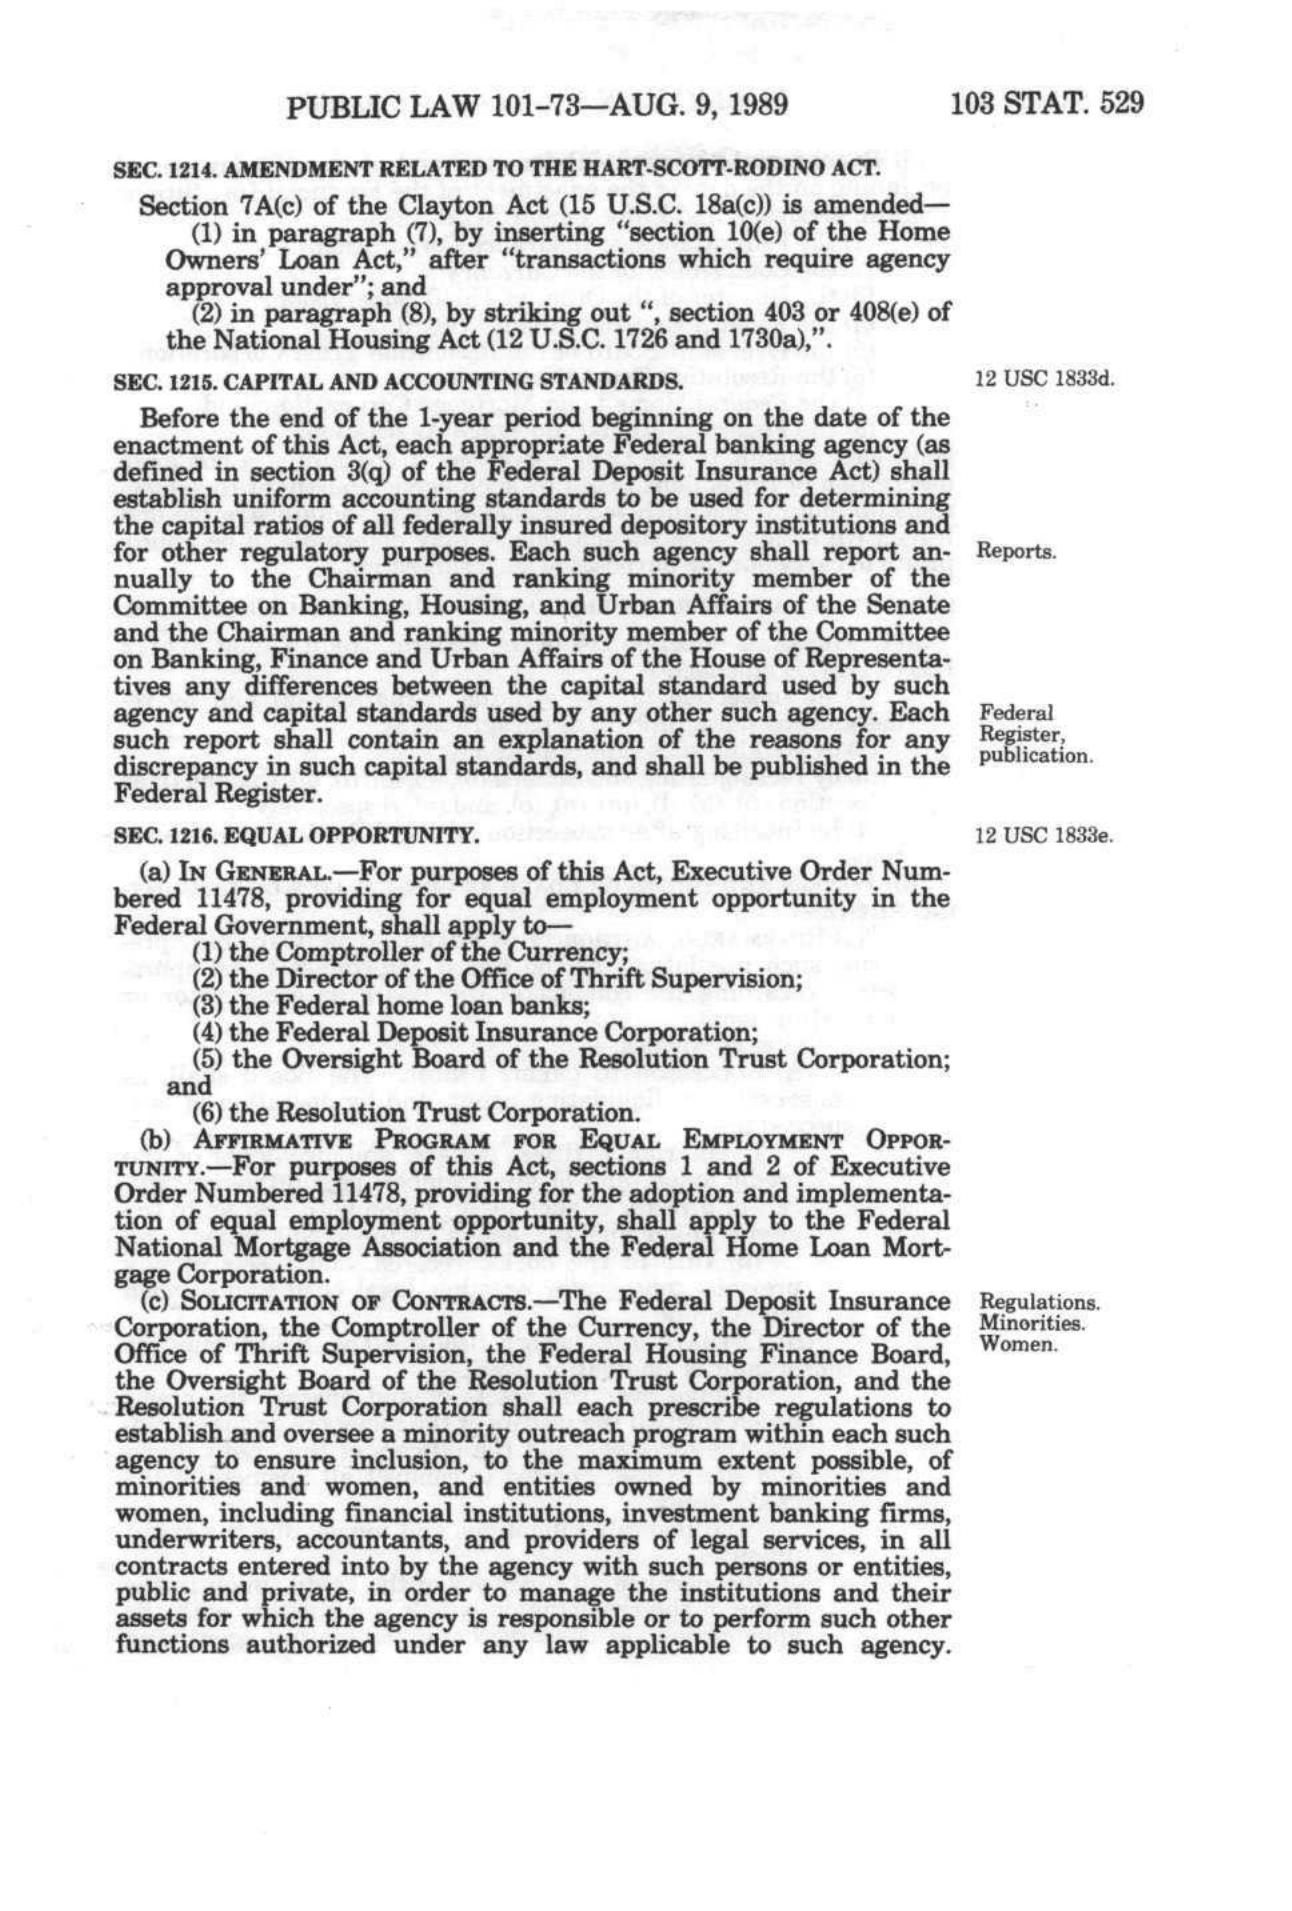 PUBLIC LAW 101-73—AUG. 9, 1989 103 STAT. 529
SEC. 1214. AMENDMENT RELATED TO THE HART-SCOTT-RODINO ACT.
Section 7A(c) of the Clayton Act (15 U.S.C. 18a(c)) is amended—
(1) in paragraph (7), by inserting “section 10(e) of the Home
Owners’ Loan Act,” after “transactions which require agency
approval under”; and
(2) in paragraph (8), by striking out “, section 403 or 408(e) of
the National Housing Act (12 U.S.C. 1726 and 1730a),”.
SEC. 1215. CAPITAL AND ACCOUNTING STANDARDS. 12 USC 1833d.
Before the end of the 1-year period beginning on the date of the
enactment of this Act, each appropriate Federal banking agency (as
defined in section 3(q) of the Federal Deposit Insurance Act) shall
establish uniform accounting standards to be used for determining
the capital ratios of all federally insured depository institutions and
for other regulatory purposes. Each such agency shall report an- Reports.
nually to the Chairman and ranking minority member of the
Committee on Banking, Housing, and Urban Affairs of the Senate
and the Chairman and ranking minority member of the Committee
on Banking, Finance and Urban Affairs of the House of Representa-
tives any differences between the capital standard used by such
agency and capital standards used by any other such agency. Each Federal
such report shall contain an explanation of the reasons for any Register,
discrepancy in such capital standards, and shall be published in the publication.
Federal Register.
SEC. 1216. EQUAL OPPORTUNITY. 12 USC 1833e.
(a) IN GENERAL.—For purposes of this Act, Executive Order Num-
bered 11478, providing for equal employment opportunity in the
Federal Government, shall apply to—
(1) the Comptroller of the Currency;
(2) the Director of the Office of Thrift Supervision;
(3) the Federal home loan banks;
(4) the Federal Deposit Insurance Corporation;
(5) the Oversight Board of the Resolution Trust Corporation;
and
(6) the Resolution Trust Corporation.
(b) AFFIRMATIVE PROGRAM FOR EQUAL EMPLOYMENT OPPOR-
TUNITY.—For purposes of this Act, sections 1 and 2 of Executive
Order Numbered 11478, providing for the adoption and implementa-
tion of equal employment opportunity, shall apply to the Federal
National Mortgage Association and the Federal Home Loan Mort-
gage Corporation.
(c) SOLICITATION OF CONTRACTS.—The Federal Deposit Insurance Regulations.
Corporation, the Comptroller of the Currency, the Director of the Minorities.
Office of Thrift Supervision, the Federal Housing Finance Board, Women.
the Oversight Board of the Resolution Trust Corporation, and the
Resolution Trust Corporation shall each prescribe regulations to
establish and oversee a minority outreach program within each such
agency to ensure inclusion, to the maximum extent possible, of
minorities and women, and entities owned by minorities and
women, including financial institutions, investment banking firms,
underwriters, accountants, and providers of legal services, in all
contracts entered into by the agency with such persons or entities,
public and private, in order to manage the institutions and their
assets for which the agency is responsible or to perform such other
functions authorized under any law applicable to such agency.